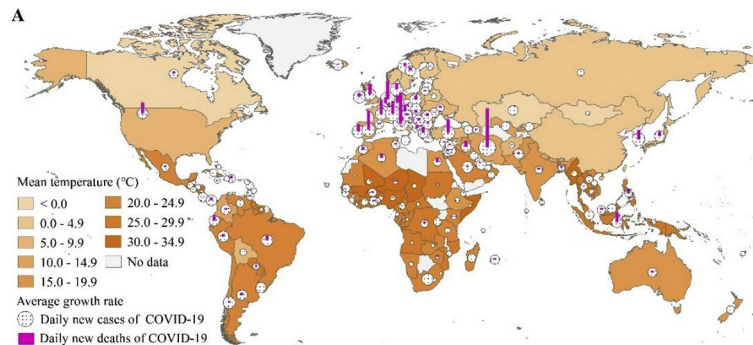 A
Mean temperature (℃)
< 0.0
0.0 - 4.9
5.0 - 9.9
10.0 - 14.9
15.0 - 19.9
20.0 - 24.9
25.0 - 29.9
30.0 - 34.9
No data
Average growth rate
Daily new cases of COVID-19
Daily new deaths of COVID-19